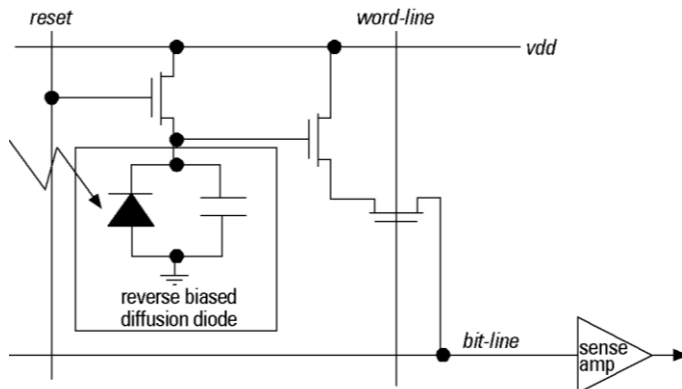 reset
word-line
vdd
reverse biased
diffusion diode
bit-line
sense
amp